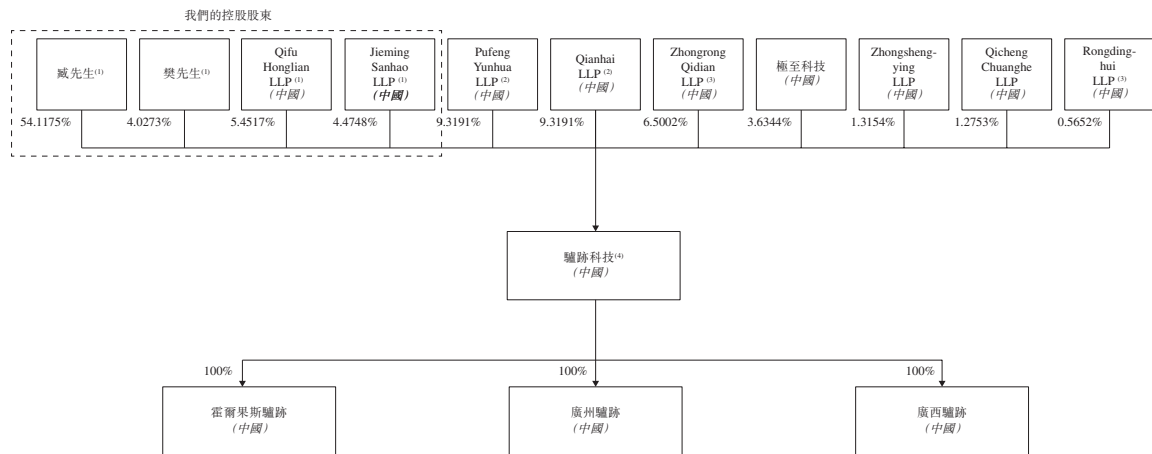 我們的控股股東
臧先生(1)
樊先生(1)
Qifu
Honglian
LLP (1)
(中國)
Jieming
Sanhao
LLP (1)
(中國)
Pufeng
Yunhua
LLP (2)
(中國)
Qianhai
LLP (2)
(中國)
Zhongrong
Qidian
LLP (3)
(中國)
極至科技
(中國)
Zhongsheng-
ying
LLP
(中國)
Qicheng
Chuanghe
LLP
(中國)
Rongding-
hui
LLP (3)
(中國)
54.1175%
4.0273%
5.4517%
4.4748%
9.3191%
9.3191%
6.5002%
3.6344%
1.3154%
1.2753%
0.5652%
驢跡科技(4)
(中國)
100%
100%
100%
霍爾果斯驢跡
(中國)
廣州驢跡
(中國)
廣西驢跡
(中國)